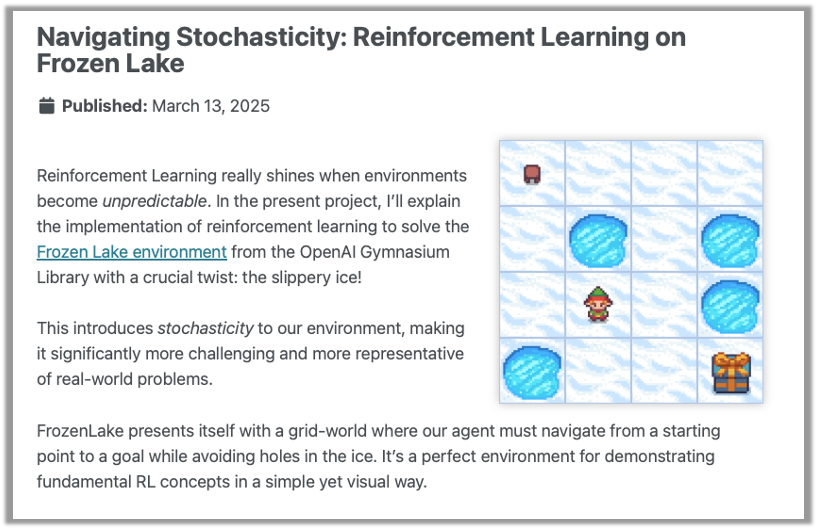 Navigating Stochasticity: Reinforcement Learning on
Frozen Lake
Published: March 13, 2025
Reinforcement Learning really shines when environments
become unpredictable. In the present project, I’ll explain
the implementation of reinforcement learning to solve the
Frozen Lake environment from the OpenAI Gymnasium
Library with a crucial twist: the slippery ice!
This introduces stochasticity to our environment, making
it significantly more challenging and more representative
of real-world problems.
FrozenLake presents itself with a grid-world where our agent must navigate from a starting
point to a goal while avoiding holes in the ice. It’s a perfect environment for demonstrating
fundamental RL concepts in a simple yet visual way.